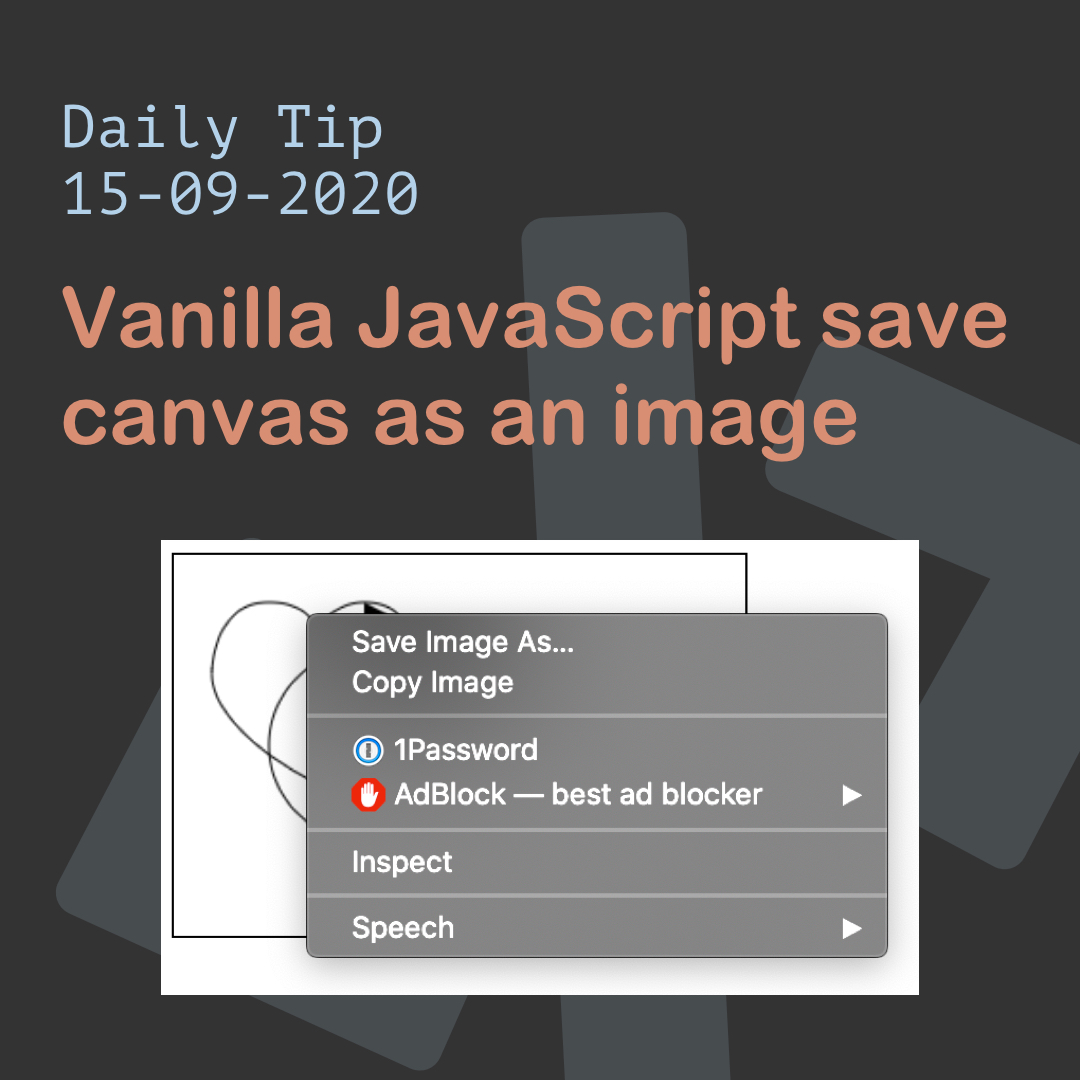 Daily Tip
15-09-2020
Vanilla JavaScript save
canvas as an image
Save Image As...
Copy Image
1Password
AdBlock — best ad blocker
Inspect
Speech